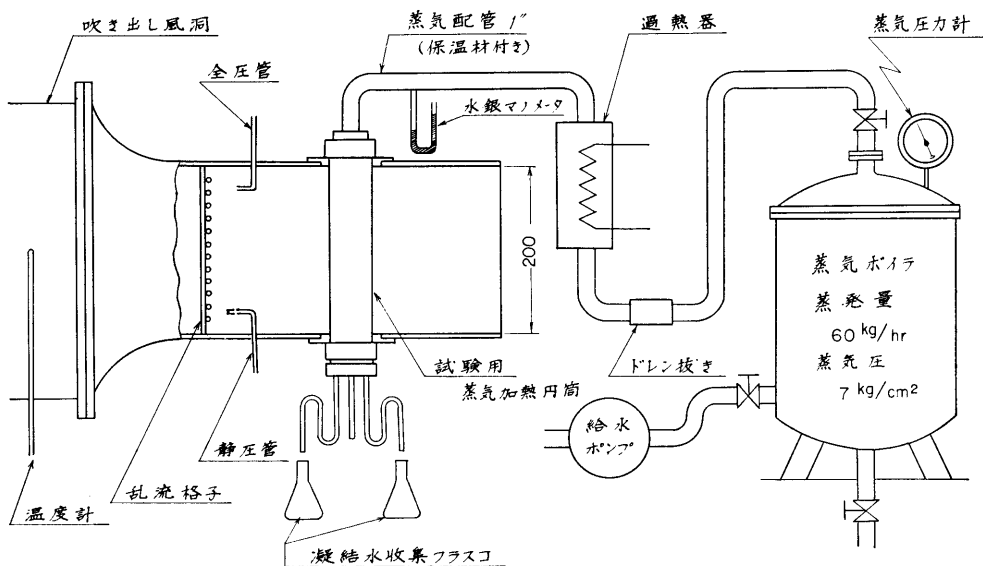 吹き出し風洞
全圧管
蒸気配管 1″
(保温材付き)
過熱器
蒸気圧力計
水銀マノメータ
200
蒸気ボイラ
蒸発量
60 kg/hr
蒸気圧
7 kg/cm2
試験用
蒸気加熱円筒
ドレン抜き
給水
ポンプ
静圧管
乱流格子
温度計
凝結水収集フラスコ